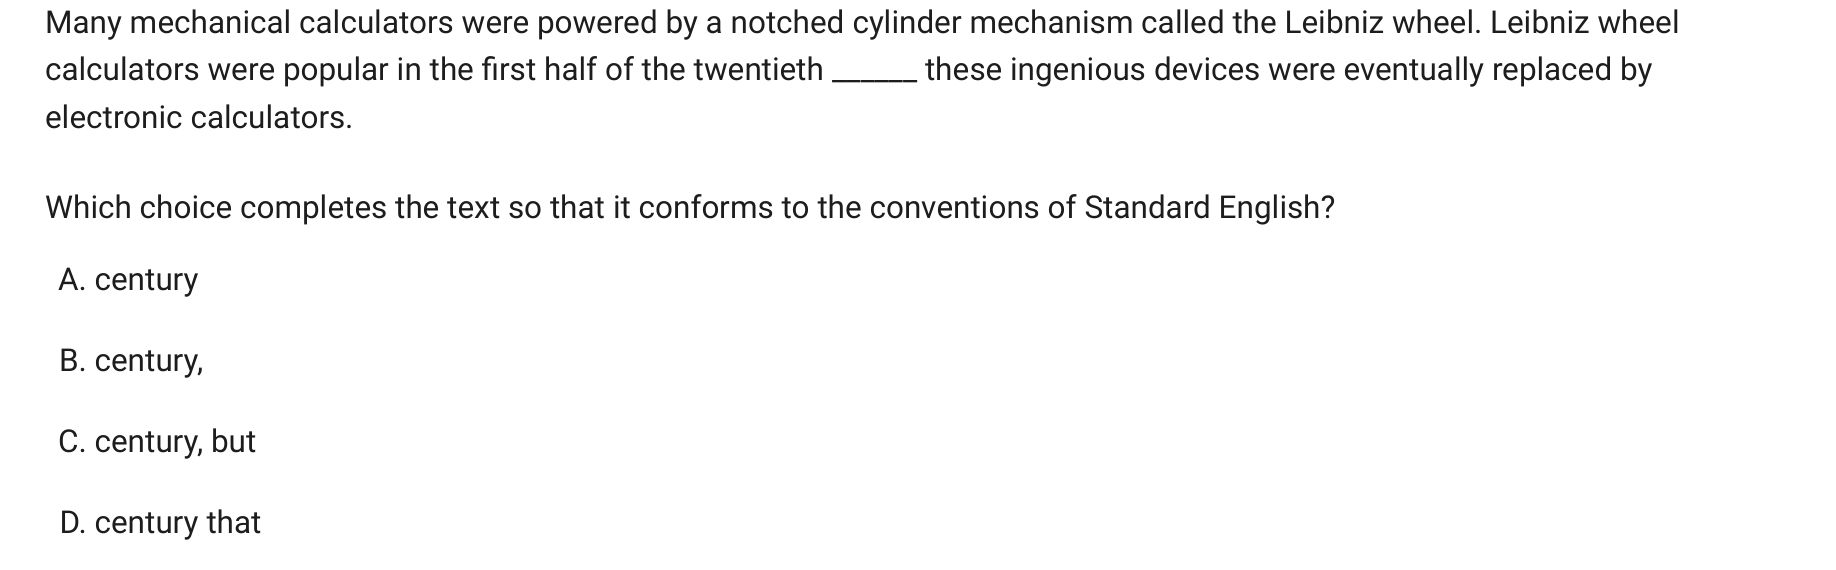 Many mechanical calculators were powered by a notched cylinder mechanism called the Leibniz wheel. Leibniz wheel
calculators were popular in the first half of the twentieth ______ these ingenious devices were eventually replaced by
electronic calculators.
Which choice completes the text so that it conforms to the conventions of Standard English?
A. century
B. century,
C. century, but
D. century that